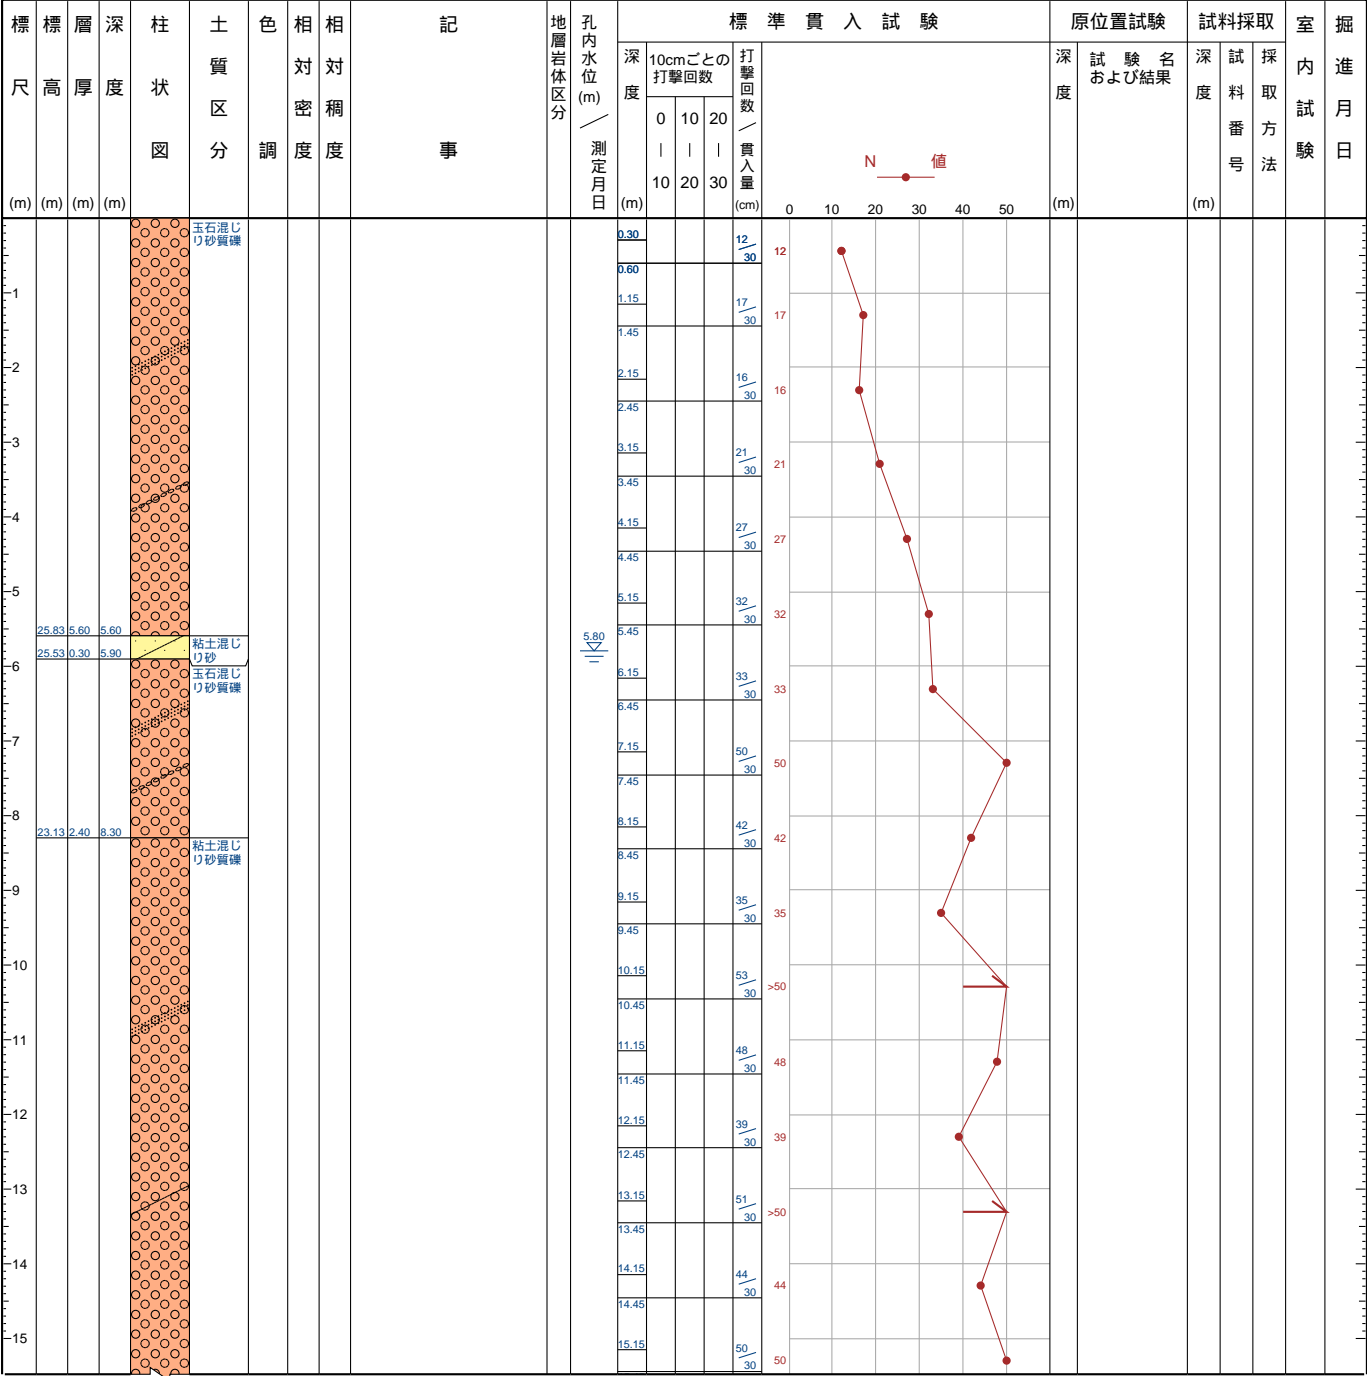 標尺
(m)
標高
(m)
層厚
(m)
深度
(m)
柱状図
土質区分
色調
相対密度
相対稠度
記事
地層岩体区分
孔内水位(m)/測定月日
標準貫入試験
深度
(m)
10cmごとの
打撃回数
0 10 20
| | |
10 20 30
打撃回数/貫入量
(cm)
N 値
0 10 20 30 40 50
原位置試験
深度
(m)
試験名
および結果
試料採取
深度
(m)
試料番号
採取方法
室内試験
掘進月日
玉石混じ
り砂質礫
0.30 12/30 12
0.60
1
1.15 17/30 17
1.45
2
2.15 16/30 16
2.45
3
3.15 21/30 21
3.45
4
4.15 27/30 27
4.45
5
5.15 32/30 32
5.45
25.83 5.60 5.60
粘土混じ
り砂
5.80
25.53 0.30 5.90
6
玉石混じ
り砂質礫
6.15 33/30 33
6.45
7
7.15 50/30 50
7.45
8
8.15 42/30 42
23.13 2.40 8.30
粘土混じ
り砂質礫
8.45
9
9.15 35/30 35
9.45
10
10.15 53/30 >50
10.45
11
11.15 48/30 48
11.45
12
12.15 39/30 39
12.45
13
13.15 51/30 >50
13.45
14
14.15 44/30 44
14.45
15
15.15 50/30 50